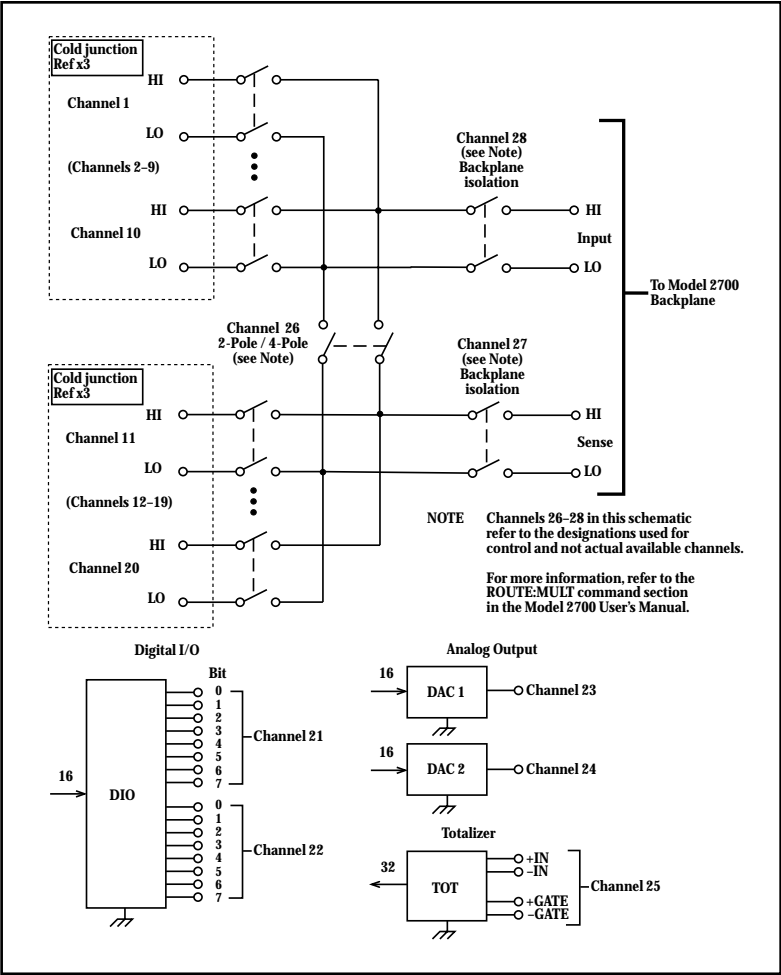 Cold junction
Ref x3
HI
Channel 1
LO
(Channels 2–9)
HI
Channel 10
LO
Channel 28
(see Note)
Backplane
isolation
HI
Input
LO
To Model 2700
Backplane
Channel 26
2-Pole / 4-Pole
(see Note)
Channel 27
(see Note)
Backplane
isolation
HI
Sense
LO
Cold junction
Ref x3
HI
Channel 11
LO
(Channels 12–19)
HI
Channel 20
LO
NOTE Channels 26–28 in this schematic
refer to the designations used for
control and not actual available channels.
For more information, refer to the
ROUTE:MULT command section
in the Model 2700 User's Manual.
Digital I/O
Bit
16
DIO
0
1
2
3
4
5
6
7
Channel 21
0
1
2
3
4
5
6
7
Channel 22
Analog Output
16
DAC 1
Channel 23
16
DAC 2
Channel 24
Totalizer
32
TOT
+IN
–IN
+GATE
–GATE
Channel 25